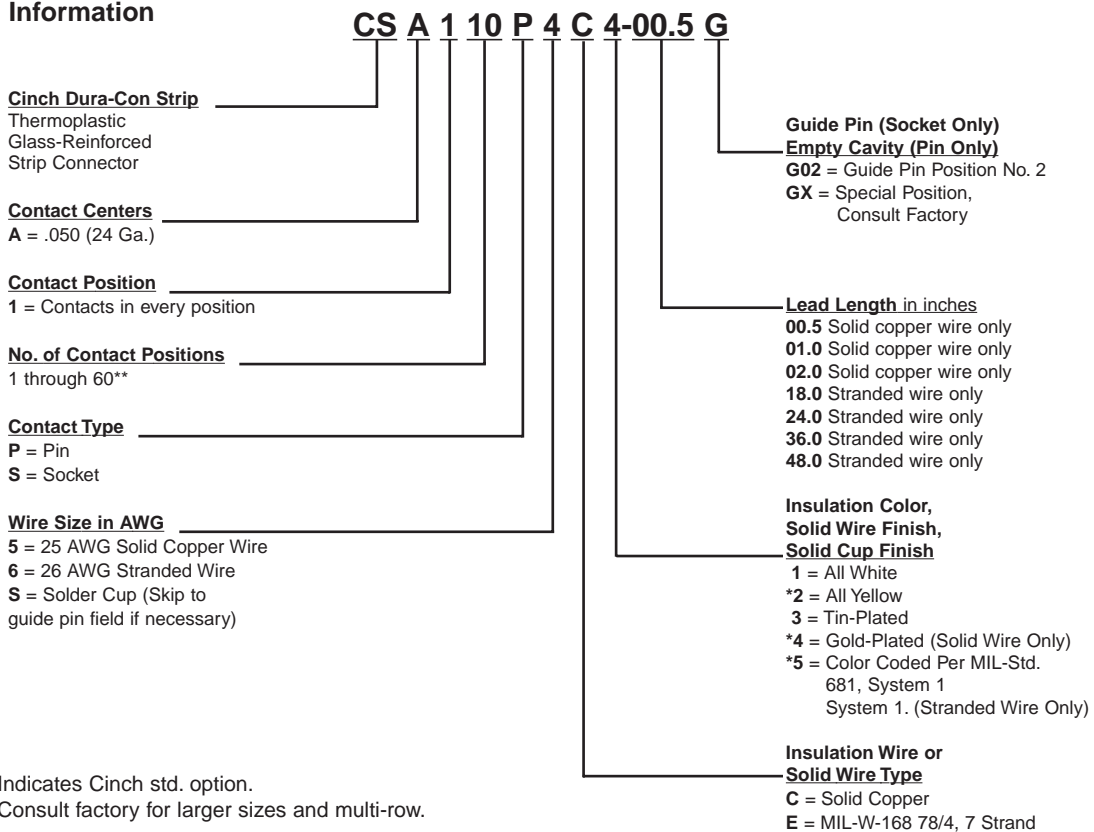 Information
CS A 1 10 P 4 C 4-00.5 G
Cinch Dura-Con Strip
Thermoplastic
Glass-Reinforced
Strip Connector
Contact Centers
A = .050 (24 Ga.)
Contact Position
1 = Contacts in every position
No. of Contact Positions
1 through 60**
Contact Type
P = Pin
S = Socket
Wire Size in AWG
5 = 25 AWG Solid Copper Wire
6 = 26 AWG Stranded Wire
S = Solder Cup (Skip to
guide pin field if necessary)
Guide Pin (Socket Only)
Empty Cavity (Pin Only)
G02 = Guide Pin Position No. 2
GX = Special Position,
Consult Factory
Lead Length in inches
00.5 Solid copper wire only
01.0 Solid copper wire only
02.0 Solid copper wire only
18.0 Stranded wire only
24.0 Stranded wire only
36.0 Stranded wire only
48.0 Stranded wire only
Insulation Color,
Solid Wire Finish,
Solid Cup Finish
1 = All White
*2 = All Yellow
3 = Tin-Plated
*4 = Gold-Plated (Solid Wire Only)
*5 = Color Coded Per MIL-Std.
681, System 1
System 1. (Stranded Wire Only)
Insulation Wire or
Solid Wire Type
C = Solid Copper
E = MIL-W-168 78/4, 7 Strand
Indicates Cinch std. option.
Consult factory for larger sizes and multi-row.